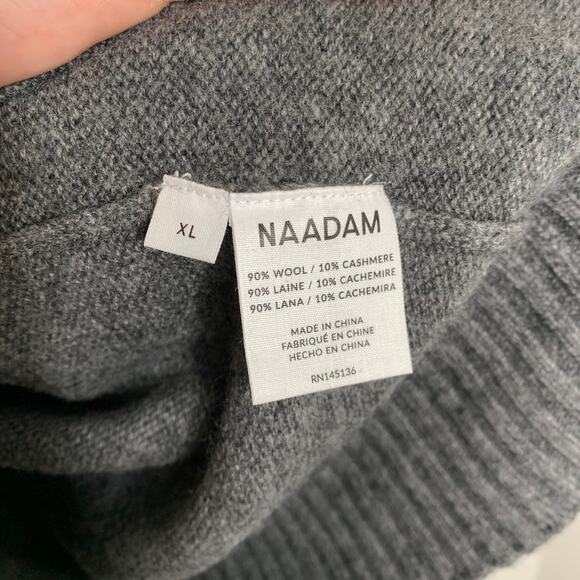 XL
NAADAM
90% WOOL / 10% CASHMERE
90% LAINE / 10% CACHEMIRE
90% LANA / 10% CACHEMIRA
MADE IN CHINA
FABRIQUÉ EN CHINE
HECHO EN CHINA
RN145136